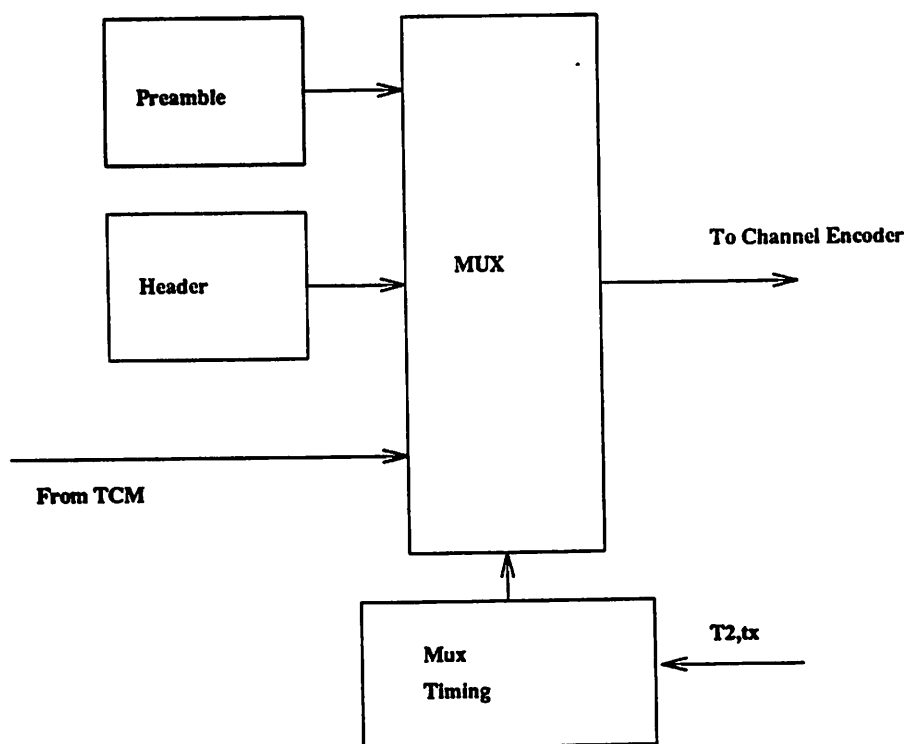 Preamble
Header
MUX
To Channel Encoder
From TCM
Mux
Timing
T2,tx